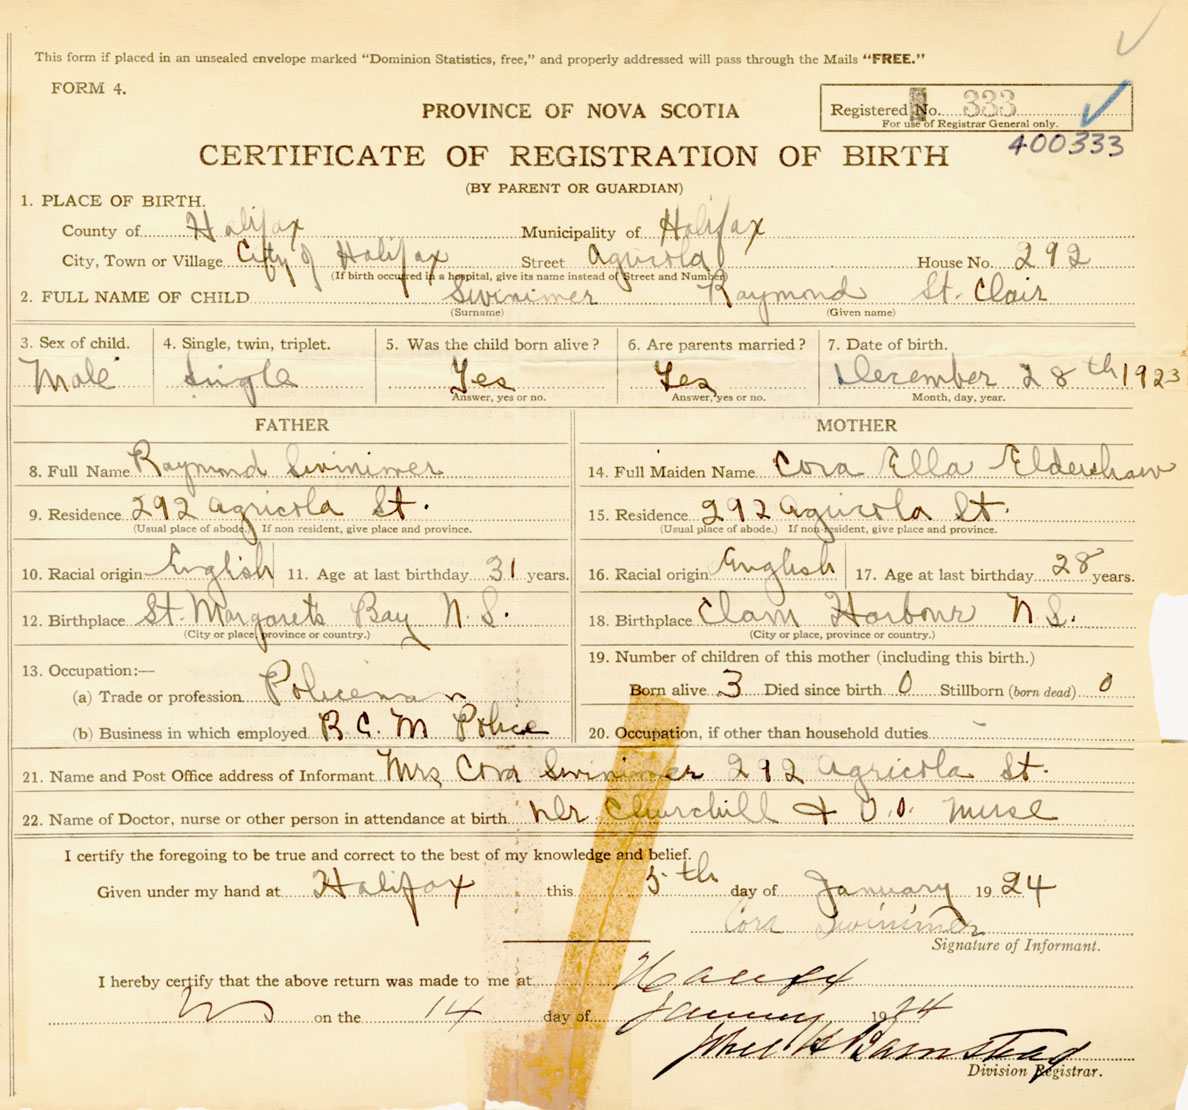 This form if placed in an unsealed envelope marked "Dominion Statistics, free," and properly addressed will pass through the Mails "FREE."
FORM 4.
PROVINCE OF NOVA SCOTIA
Registered No. 333
For use of Registrar General only.
400333
CERTIFICATE OF REGISTRATION OF BIRTH
(BY PARENT OR GUARDIAN)
1. PLACE OF BIRTH.
County of Halifax Municipality of Halifax
City, Town or Village City of Halifax Street Agricola House No. 292
(If birth occurred in a hospital, give its name instead of Street and Number)
2. FULL NAME OF CHILD Swinimer Raymond St. Clair
(Surname) (Given name)
3. Sex of child. 4. Single, twin, triplet. 5. Was the child born alive? 6. Are parents married? 7. Date of birth.
Male Single Yes Yes December 28th 1923
Answer, yes or no. Answer, yes or no. Month, day, year.
FATHER MOTHER
8. Full Name Raymond Swinimer 14. Full Maiden Name Cora Ella Eldershaw
9. Residence 292 Agricola St. 15. Residence 292 Agricola St.
(Usual place of abode.) If non resident, give place and province. (Usual place of abode.) If non resident, give place and province.
10. Racial origin English 11. Age at last birthday 31 years. 16. Racial origin English 17. Age at last birthday 28 years.
12. Birthplace St. Margarets Bay N.S. 18. Birthplace Clam Harbour N.S.
(City or place, province or country.) (City or place, province or country.)
13. Occupation:— 19. Number of children of this mother (including this birth.)
(a) Trade or profession Policeman Born alive 3 Died since birth 0 Stillborn (born dead) 0
(b) Business in which employed R.C.M Police 20. Occupation, if other than household duties –
21. Name and Post Office address of Informant Mrs Cora Swinimer 292 Agricola St.
22. Name of Doctor, nurse or other person in attendance at birth Dr Churchill + V.O. Nurse
I certify the foregoing to be true and correct to the best of my knowledge and belief.
Given under my hand at Halifax this 5th day of January 1924
Cora Swinimer
Signature of Informant.
I hereby certify that the above return was made to me at Halifax
on the 14 day of January 1924
Barnstead
Division Registrar.